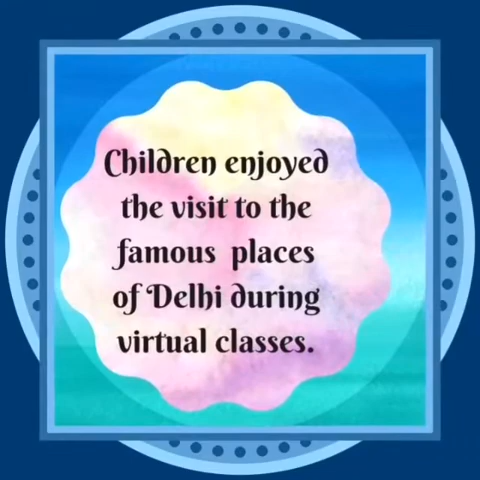 Children enjoyed
the visit to the
famous places
of Delhi during
virtual classes.